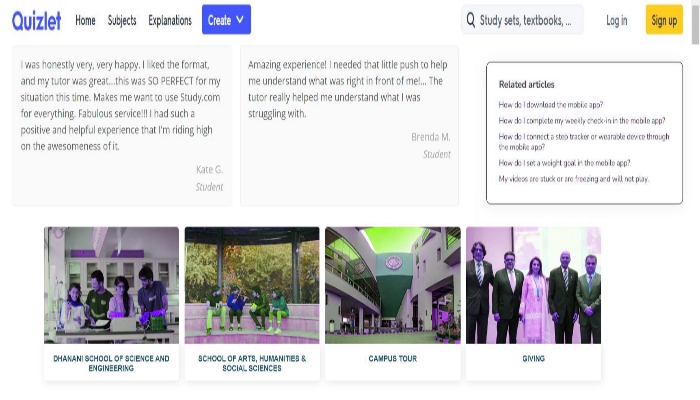 Quizlet Home Subjects Explanations Create Study sets, textbooks, ... Log in Sign up
I was honestly very, very happy. I liked the format,
and my tutor was great...this was SO PERFECT for my
situation this time. Makes me want to use Study.com
for everything. Fabulous service!!! I had such a
positive and helpful experience that I'm riding high
on the awesomeness of it.
Kate G.
Student
Amazing experience! I needed that little push to help
me understand what was right in front of me!... The
tutor really helped me understand what I was
struggling with.
Brenda M.
Student
Related articles
How do I download the mobile app?
How do I complete my weekly check-in in the mobile app?
How do I connect a step tracker or wearable device through
the mobile app?
How do I set a weight goal in the mobile app?
My videos are stuck or are freezing and will not play.
DHANANI SCHOOL OF SCIENCE AND
ENGINEERING
SCHOOL OF ARTS, HUMANITIES &
SOCIAL SCIENCES
CAMPUS TOUR
GIVING